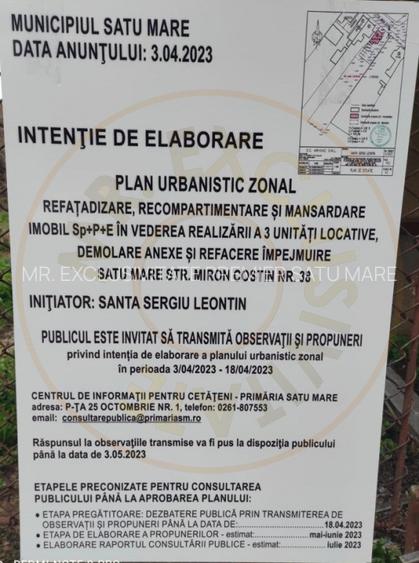 MUNICIPIUL SATU MARE
DATA ANUNŢULUI: 3.04.2023
INTENŢIE DE ELABORARE
PLAN URBANISTIC ZONAL
REFAŢADIZARE, RECOMPARTIMENTARE ŞI MANSARDARE
IMOBIL Sp+P+E ÎN VEDEREA REALIZĂRII A 3 UNITĂŢI LOCATIVE,
DEMOLARE ANEXE ŞI REFACERE ÎMPEJMUIRE
SATU MARE STR. MIRON COSTIN NR. 38
INIŢIATOR: SANTA SERGIU LEONTIN
PUBLICUL ESTE INVITAT SĂ TRANSMITĂ OBSERVAŢII ŞI PROPUNERI
privind intenţia de elaborare a planului urbanistic zonal
în perioada 3/04/2023 - 18/04/2023
CENTRUL DE INFORMAŢII PENTRU CETĂŢENI - PRIMĂRIA SATU MARE
adresa: P-ŢA 25 OCTOMBRIE NR. 1, telefon: 0261-807553
email: consultarepublica@primariasm.ro
Răspunsul la observaţiile transmise va fi pus la dispoziţia publicului
până la data de 3.05.2023
ETAPELE PRECONIZATE PENTRU CONSULTAREA
PUBLICULUI PÂNĂ LA APROBAREA PLANULUI:
● ETAPA PREGĂTITOARE: DEZBATERE PUBLICĂ PRIN TRANSMITEREA DE
OBSERVAŢII ŞI PROPUNERI PÂNĂ LA DATA DE:.....18.04.2023
● ETAPA DE ELABORARE A PROPUNERILOR - estimat:.....mai-iunie 2023
● ELABORARE RAPORTUL CONSULTĂRII PUBLICE - estimat:.....Iulie 2023